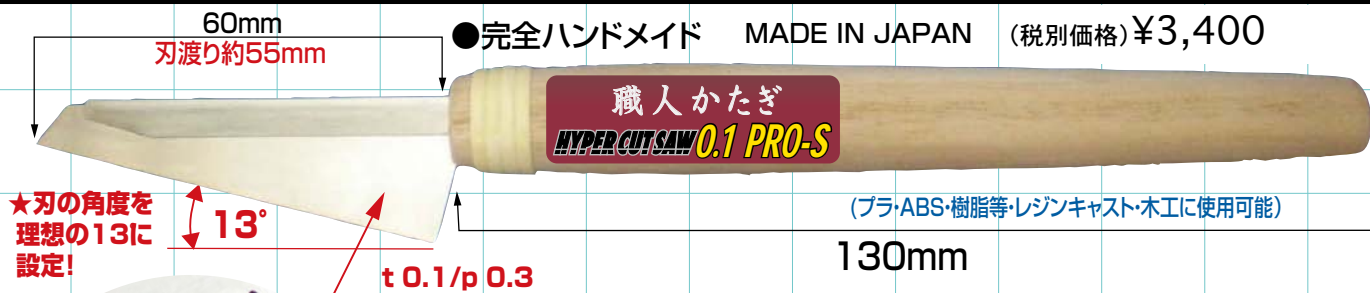 60mm
刃渡り約55mm
●完全ハンドメイド MADE IN JAPAN (税別価格)¥3,400
職人かたぎ
HYPER CUT SAW 0.1 PRO-S
★刃の角度を
理想の13に
設定!
13°
t 0.1/p 0.3
(プラ・ABS・樹脂等・レジンキャスト・木工に使用可能)
130mm